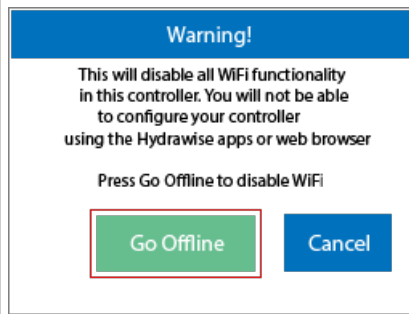 Warning!
This will disable all WiFi functionality
in this controller. You will not be able
to configure your controller
using the Hydrawise apps or web browser
Press Go Offline to disable WiFi
Go Offline
Cancel